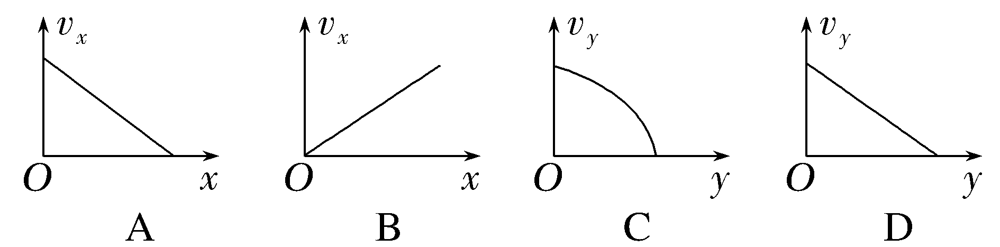 v_x v_x v_y v_y
O x O x O y O y
A B C D